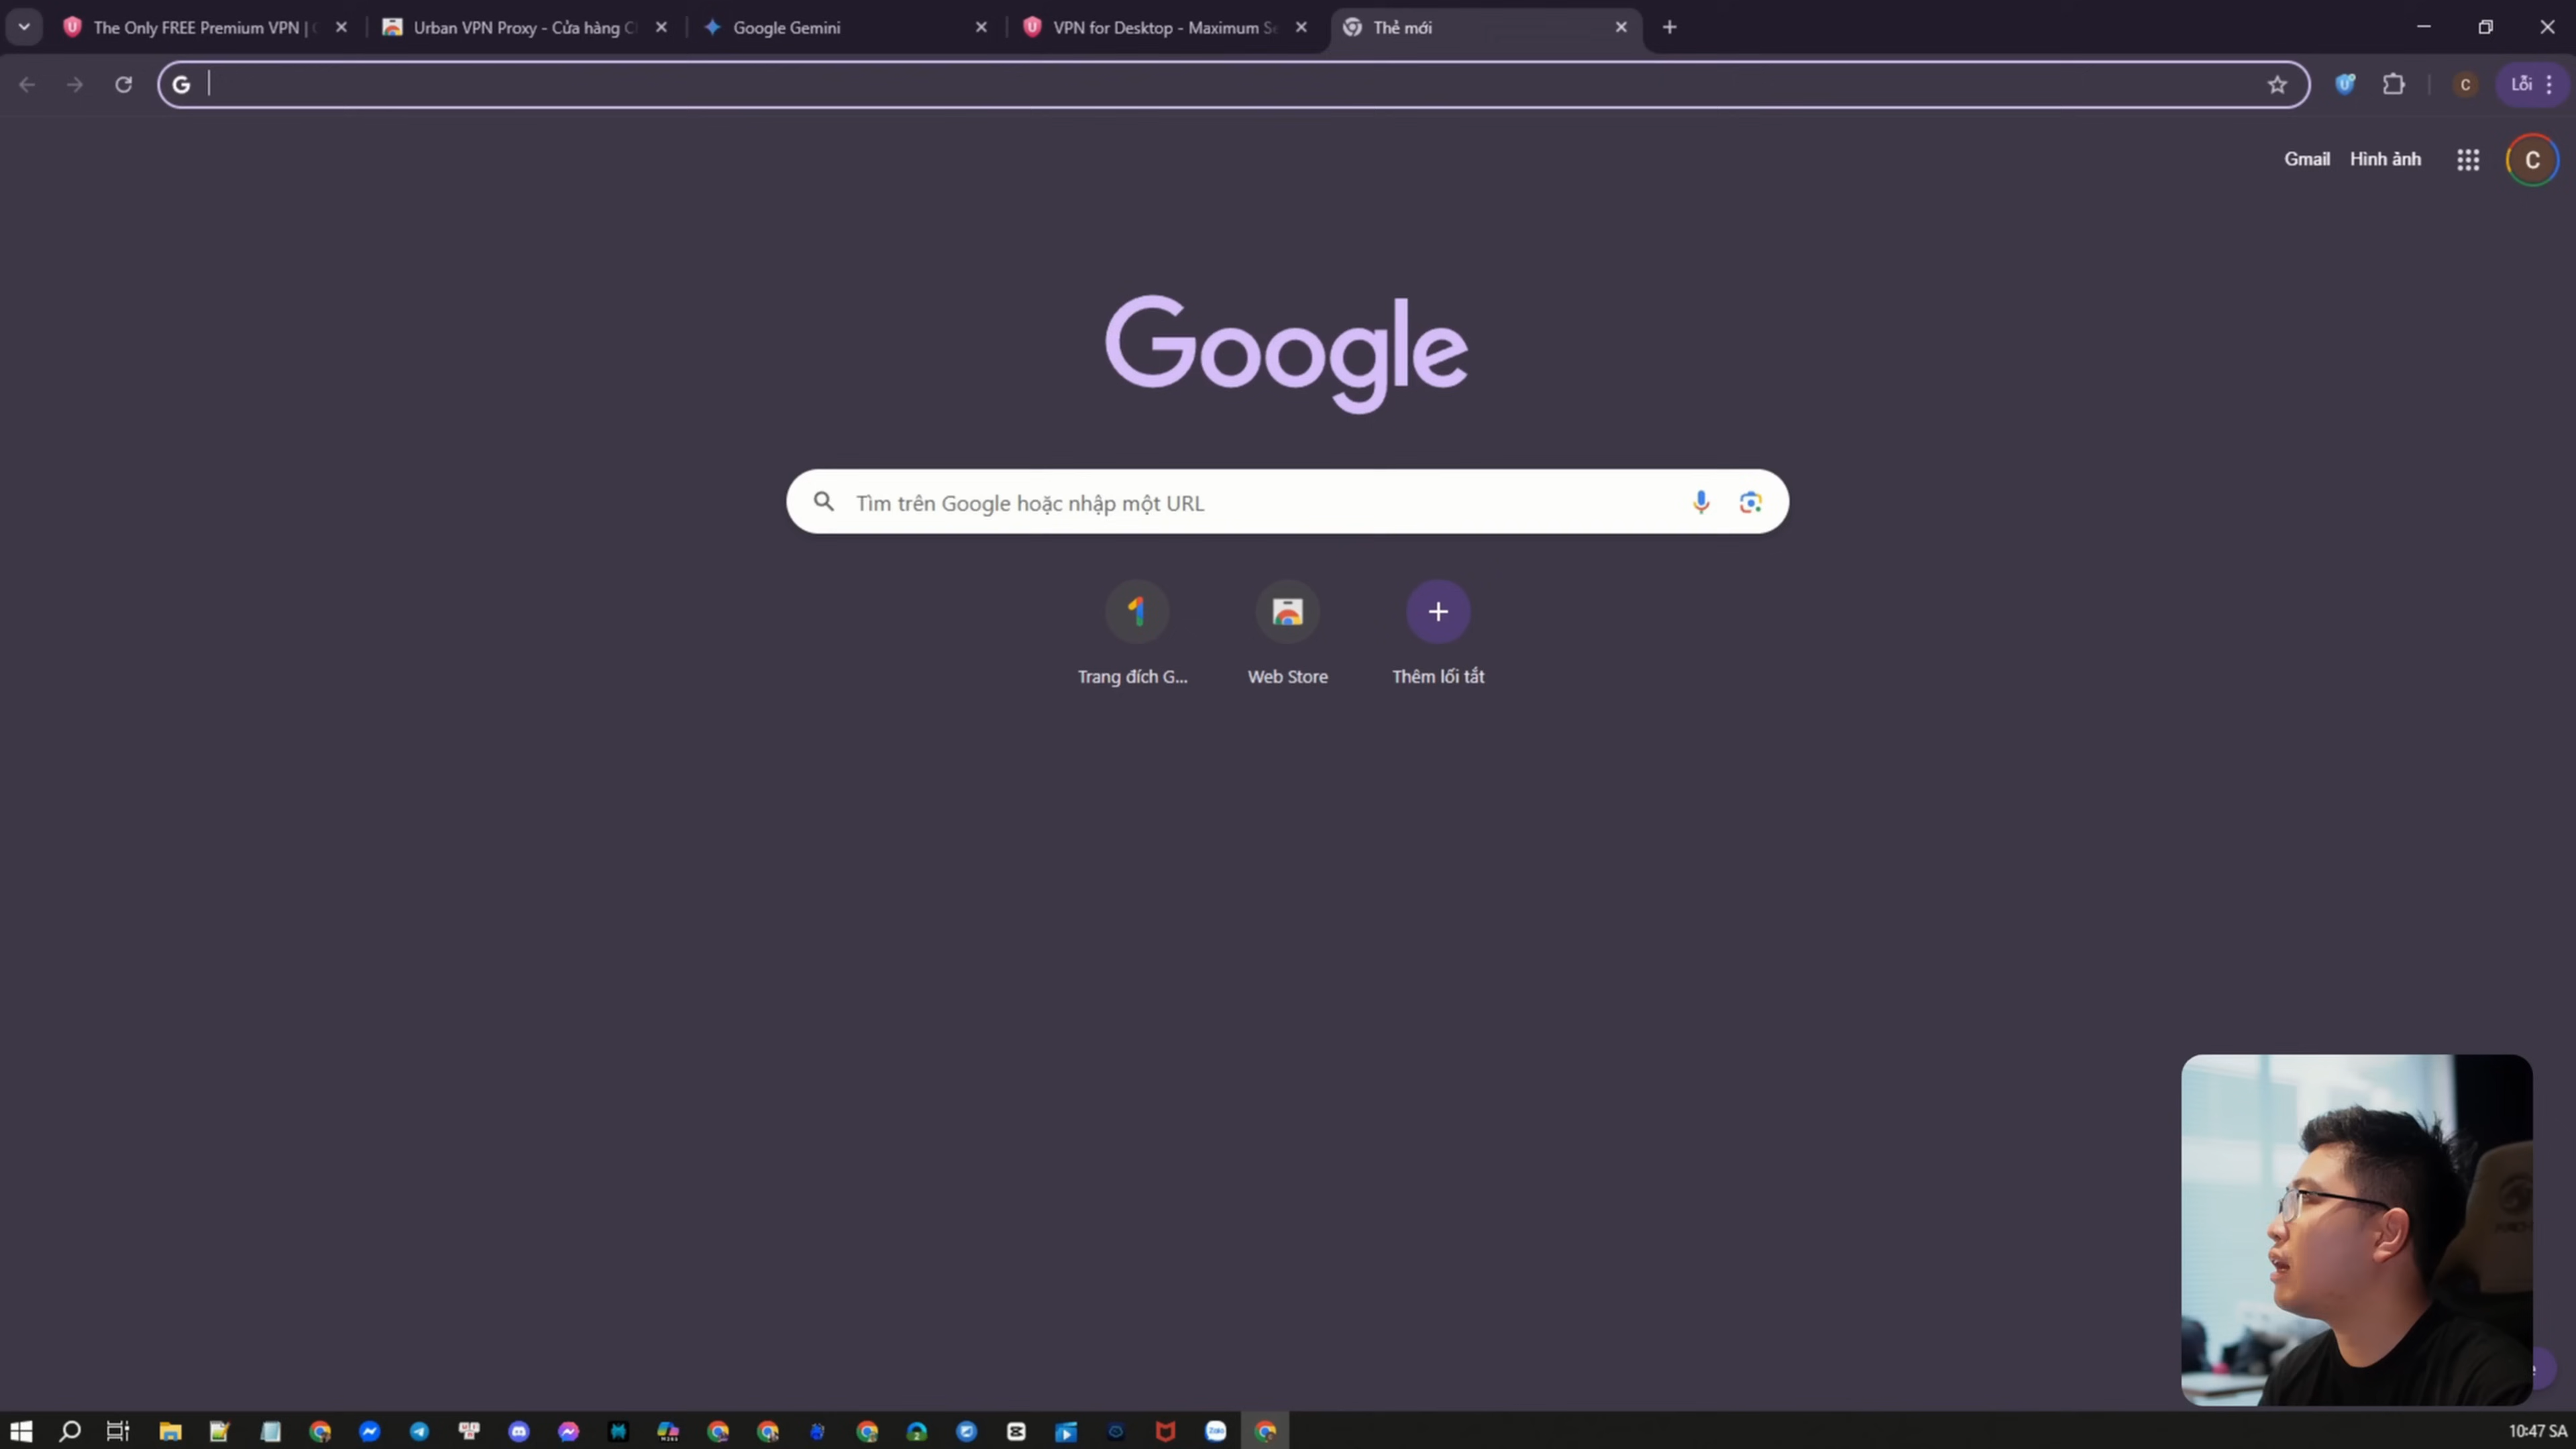 The Only FREE Premium VPN |
Urban VPN Proxy - Cửa hàng C
Google Gemini
VPN for Desktop - Maximum Se
Thẻ mới
Lỗi
C
Gmail
Hình ảnh
C
Google
Tìm trên Google hoặc nhập một URL
Trang đích G...
Web Store
Thêm lối tắt
10:47 SA